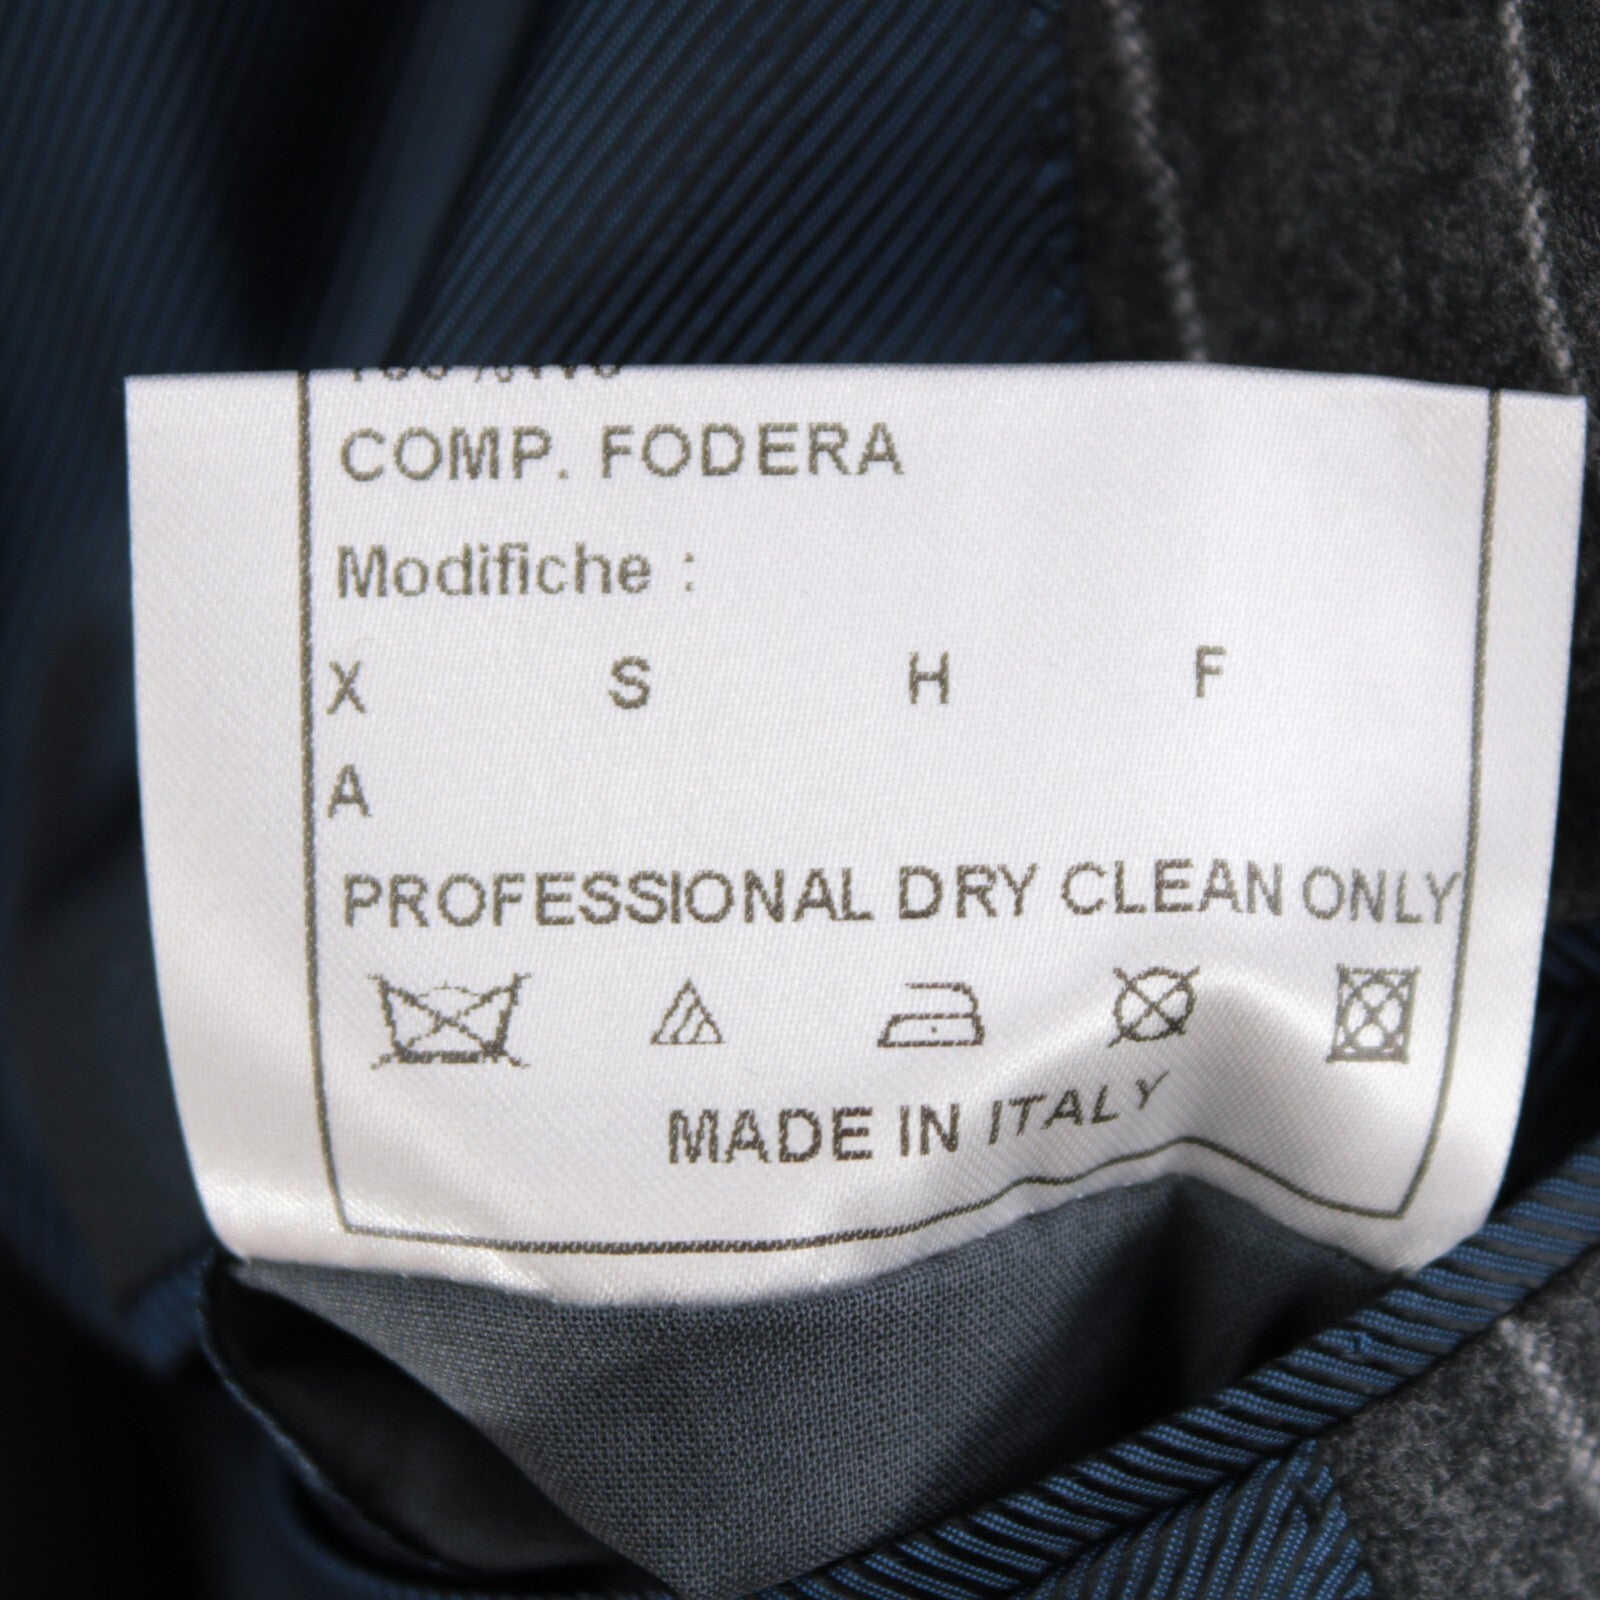 COMP. FODERA
Modifiche :
X S H F
A
PROFESSIONAL DRY CLEAN ONLY
MADE IN ITALY